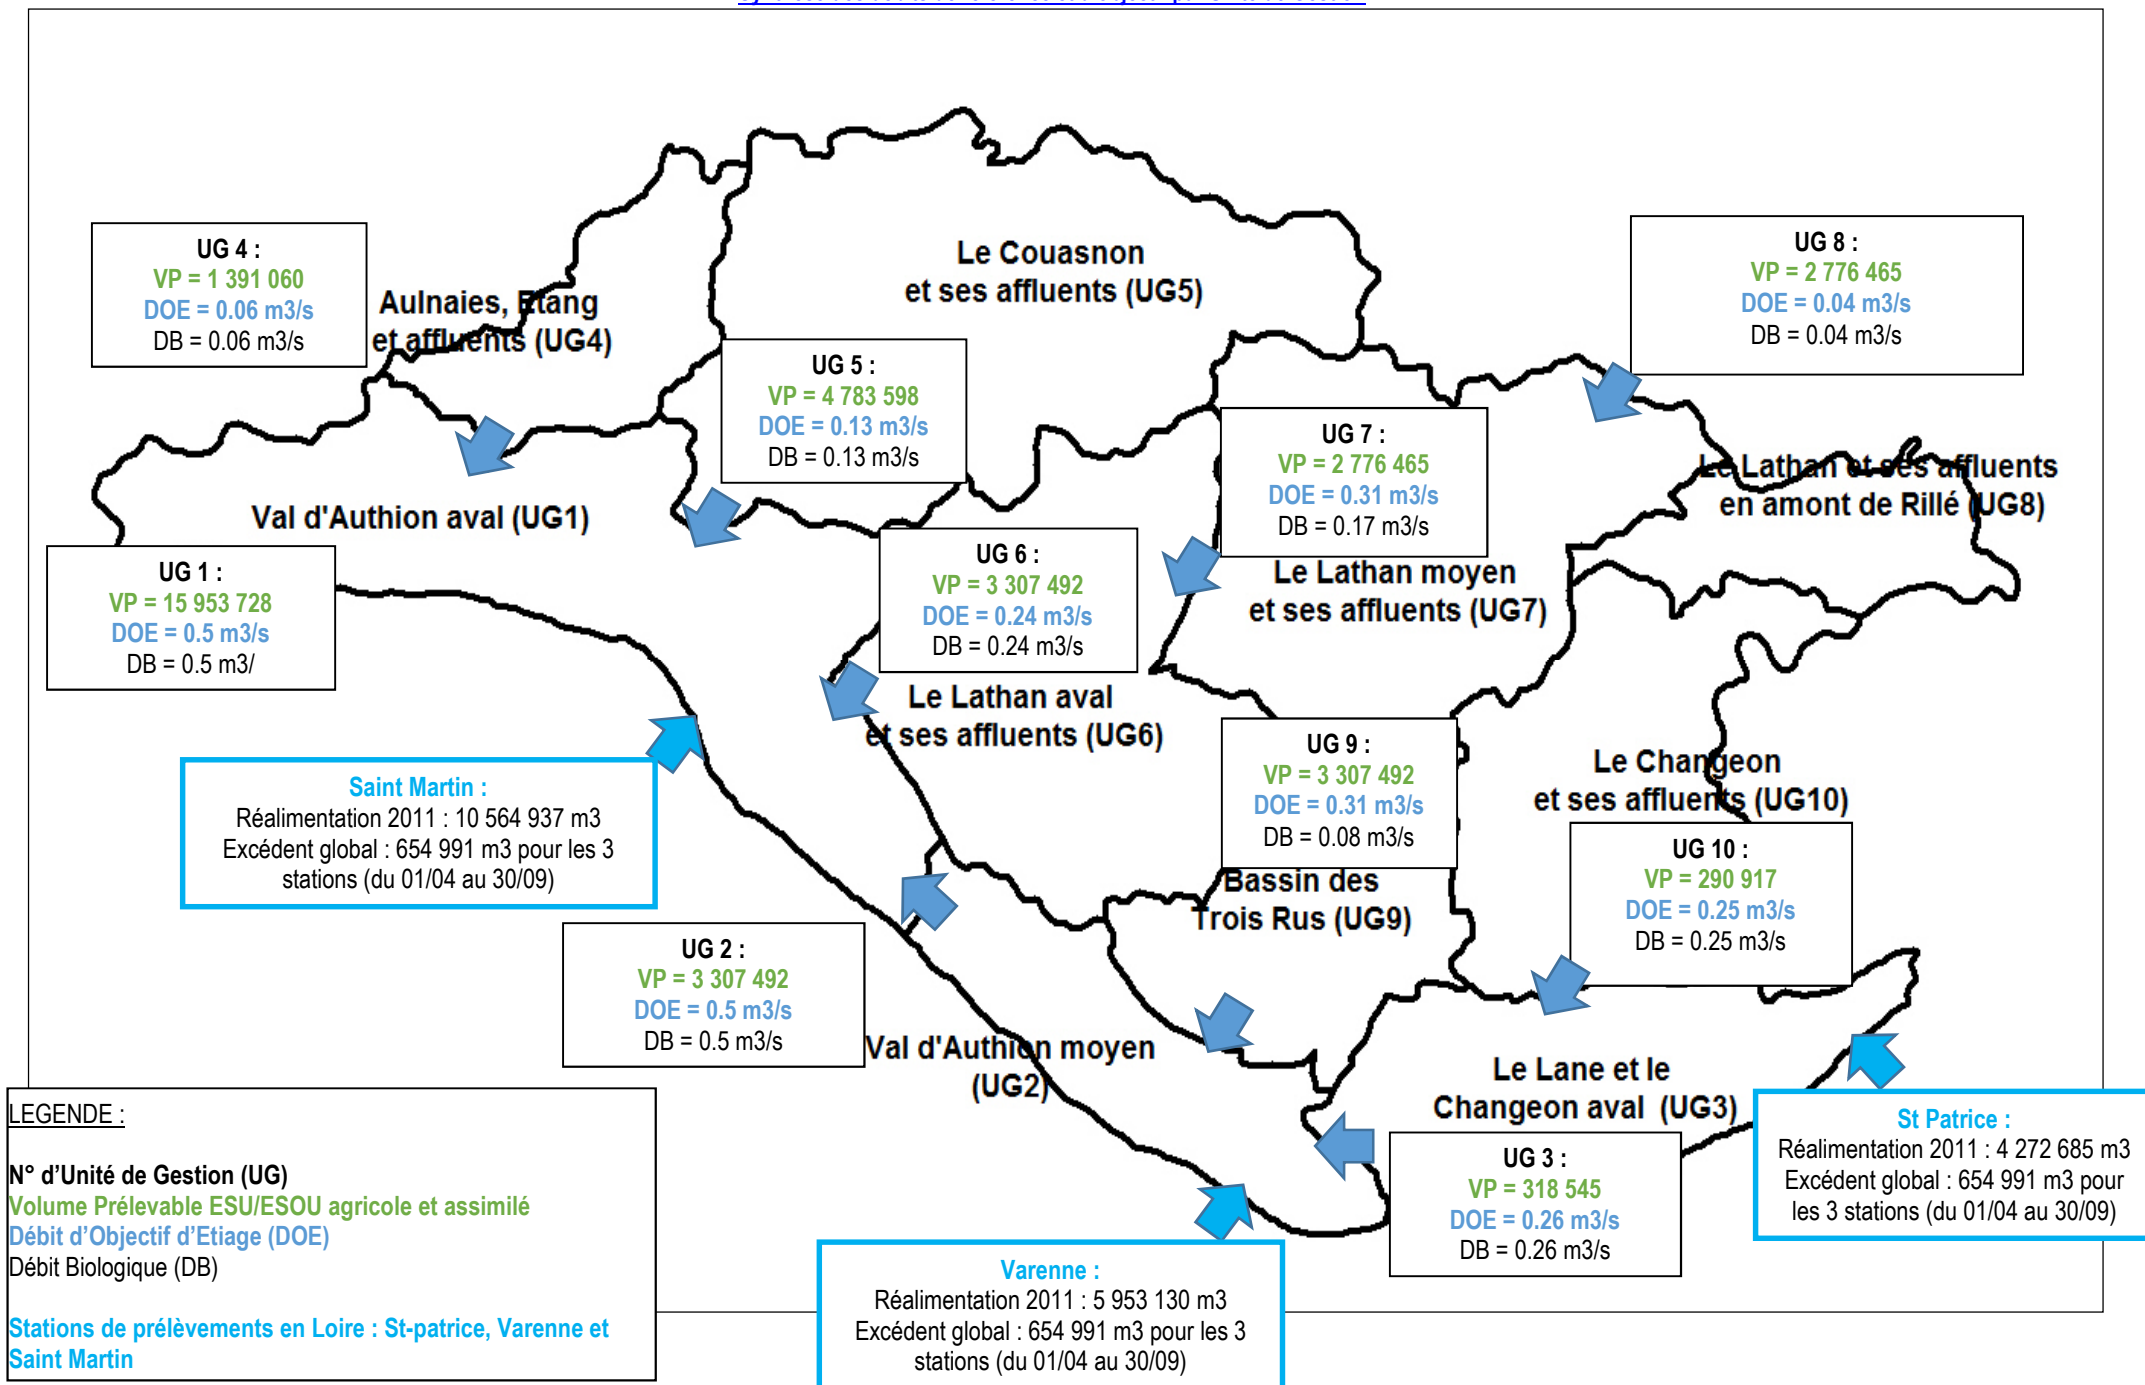 UG 4 :
VP = 1 391 060
DOE = 0.06 m3/s
DB = 0.06 m3/s
Aulnaies, Etang
et affluents (UG4)
Le Couasnon
et ses affluents (UG5)
UG 8 :
VP = 2 776 465
DOE = 0.04 m3/s
DB = 0.04 m3/s
UG 5 :
VP = 4 783 598
DOE = 0.13 m3/s
DB = 0.13 m3/s
UG 7 :
VP = 2 776 465
DOE = 0.31 m3/s
DB = 0.17 m3/s
Le Lathan et ses affluents
en amont de Rillé (UG8)
Val d'Authion aval (UG1)
UG 1 :
VP = 15 953 728
DOE = 0.5 m3/s
DB = 0.5 m3/
UG 6 :
VP = 3 307 492
DOE = 0.24 m3/s
DB = 0.24 m3/s
Le Lathan moyen
et ses affluents (UG7)
Le Lathan aval
et ses affluents (UG6)
UG 9 :
VP = 3 307 492
DOE = 0.31 m3/s
DB = 0.08 m3/s
Bassin des
Trois Rus (UG9)
Le Changeon
et ses affluents (UG10)
UG 10 :
VP = 290 917
DOE = 0.25 m3/s
DB = 0.25 m3/s
Saint Martin :
Réalimentation 2011 : 10 564 937 m3
Excédent global : 654 991 m3 pour les 3
stations (du 01/04 au 30/09)
UG 2 :
VP = 3 307 492
DOE = 0.5 m3/s
DB = 0.5 m3/s
Val d'Authion moyen
(UG2)
Le Lane et le
Changeon aval (UG3)
UG 3 :
VP = 318 545
DOE = 0.26 m3/s
DB = 0.26 m3/s
St Patrice :
Réalimentation 2011 : 4 272 685 m3
Excédent global : 654 991 m3 pour
les 3 stations (du 01/04 au 30/09)
Varenne :
Réalimentation 2011 : 5 953 130 m3
Excédent global : 654 991 m3 pour les 3
stations (du 01/04 au 30/09)
LEGENDE :
N° d'Unité de Gestion (UG)
Volume Prélevable ESU/ESOU agricole et assimilé
Débit d'Objectif d'Etiage (DOE)
Débit Biologique (DB)
Stations de prélèvements en Loire : St-patrice, Varenne et
Saint Martin